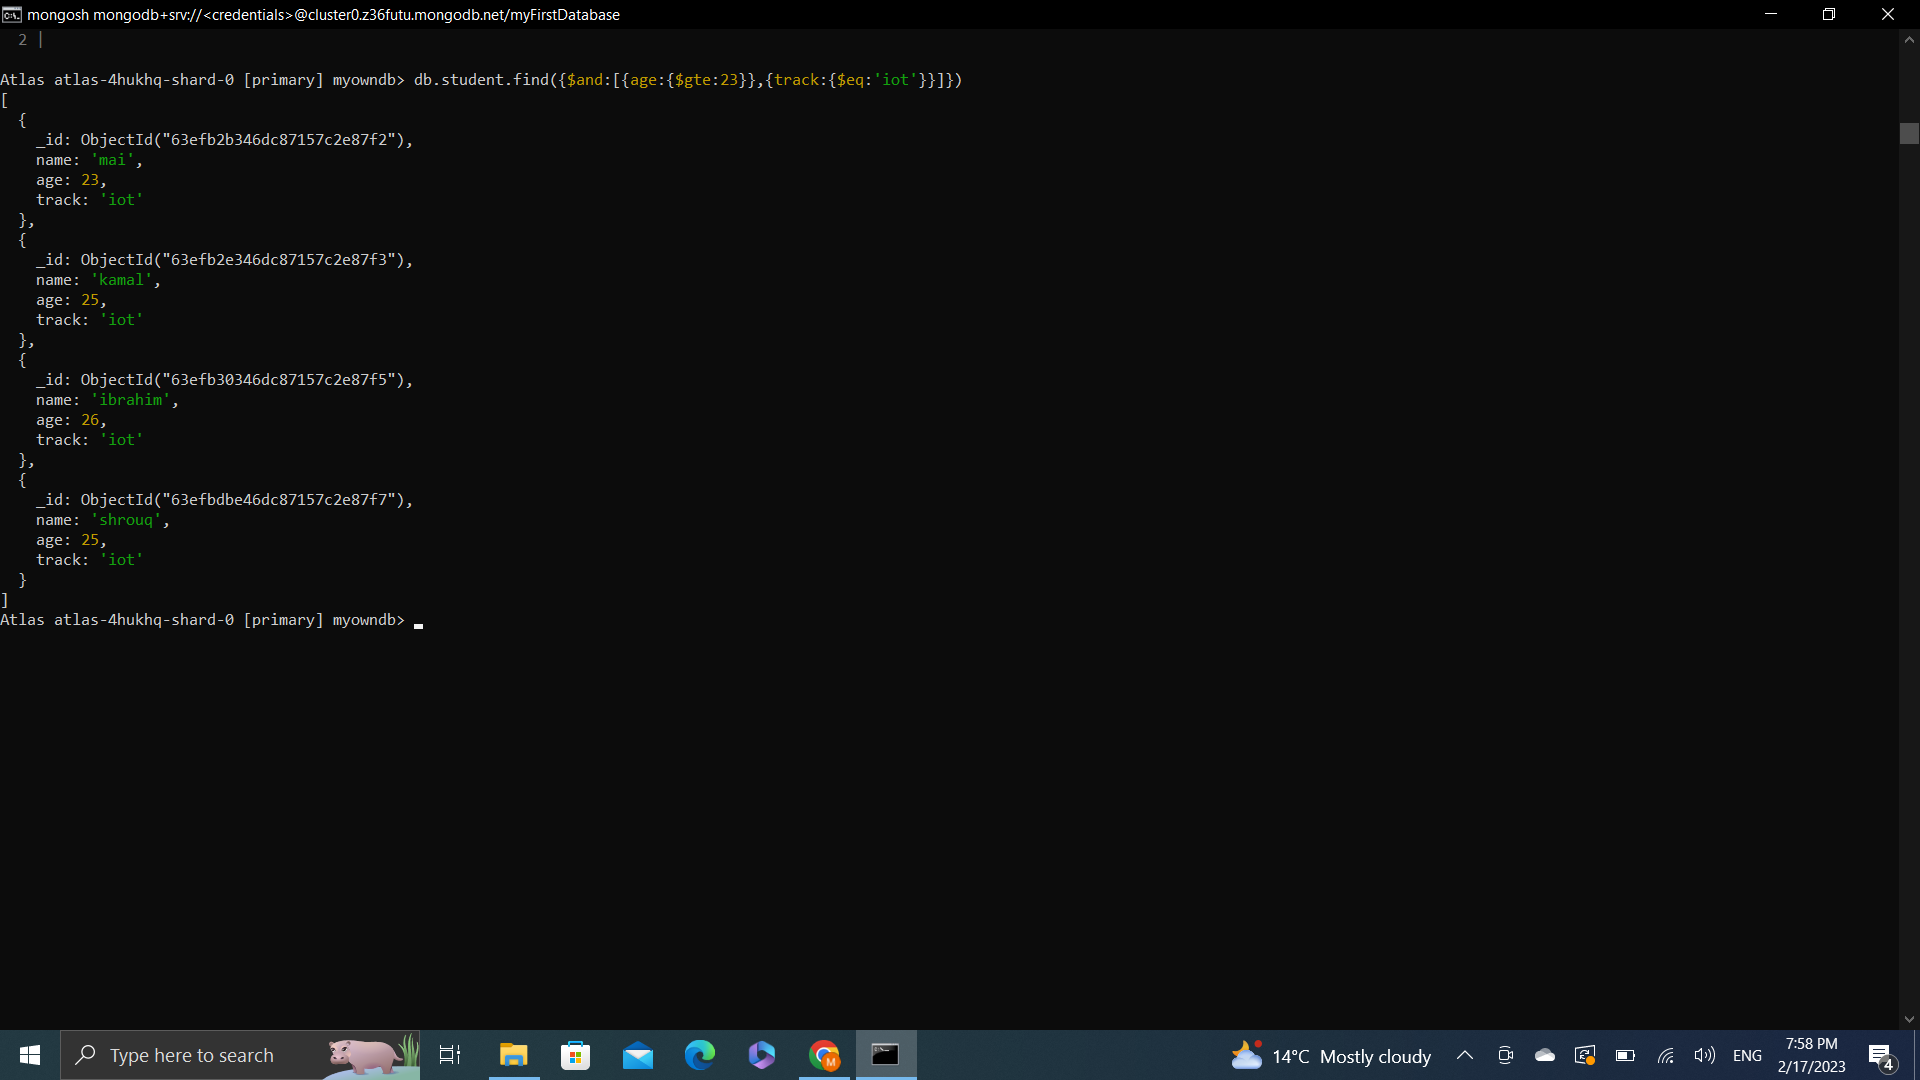 mongosh mongodb+srv://<credentials>@cluster0.z36futu.mongodb.net/myFirstDatabase
2 |
Atlas atlas-4hukhq-shard-0 [primary] myowndb> db.student.find({$and:[{age:{$gte:23}},{track:{$eq:'iot'}}]})
[
  {
    _id: ObjectId("63efb2b346dc87157c2e87f2"),
    name: 'mai',
    age: 23,
    track: 'iot'
  },
  {
    _id: ObjectId("63efb2e346dc87157c2e87f3"),
    name: 'kamal',
    age: 25,
    track: 'iot'
  },
  {
    _id: ObjectId("63efb30346dc87157c2e87f5"),
    name: 'ibrahim',
    age: 26,
    track: 'iot'
  },
  {
    _id: ObjectId("63efbdbe46dc87157c2e87f7"),
    name: 'shrouq',
    age: 25,
    track: 'iot'
  }
]
Atlas atlas-4hukhq-shard-0 [primary] myowndb>
Type here to search
14°C Mostly cloudy
ENG
7:58 PM
2/17/2023
4